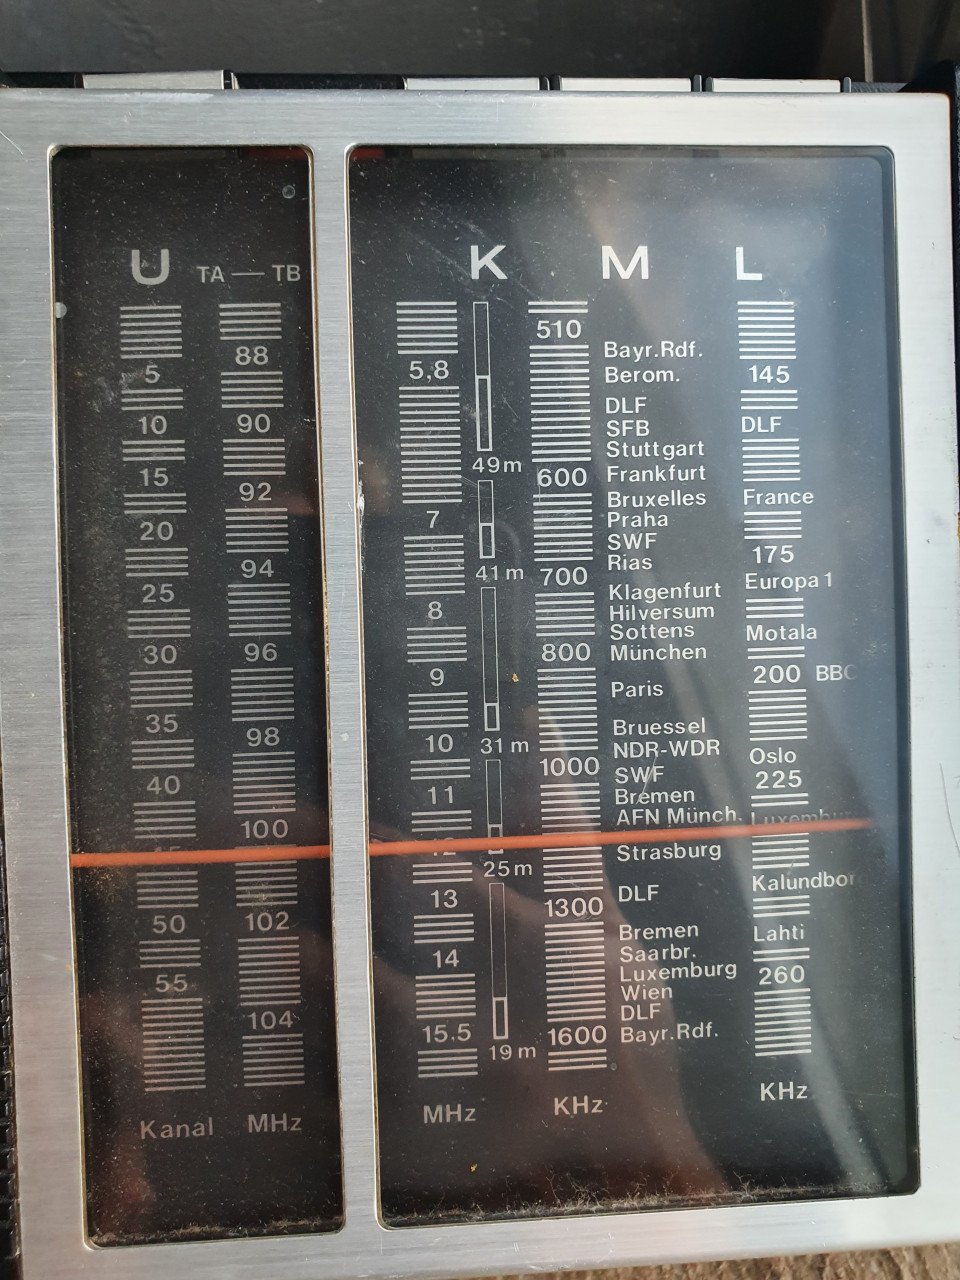 U TA — TB
88
5
10
90
15
92
20
94
25
30
96
35
98
40
100
50
102
55
104
Kanal
MHz
K
M
L
5,8
7
8
9
10
11
13
14
15.5
MHz
49m
41m
31m
25m
19m
510
600
700
800
1000
1300
1600
KHz
Bayr.Rdf.
Berom.
DLF
SFB
Stuttgart
Frankfurt
Bruxelles
Praha
SWF
Rias
Klagenfurt
Hilversum
Sottens
München
Paris
Bruessel
NDR-WDR
SWF
Bremen
AFN Münch.
Strasburg
DLF
Bremen
Saarbr.
Luxemburg
Wien
DLF
Bayr.Rdf.
145
DLF
France
175
Europa 1
Motala
200 BBC
Oslo
225
Kalundbor
Lahti
260
KHz